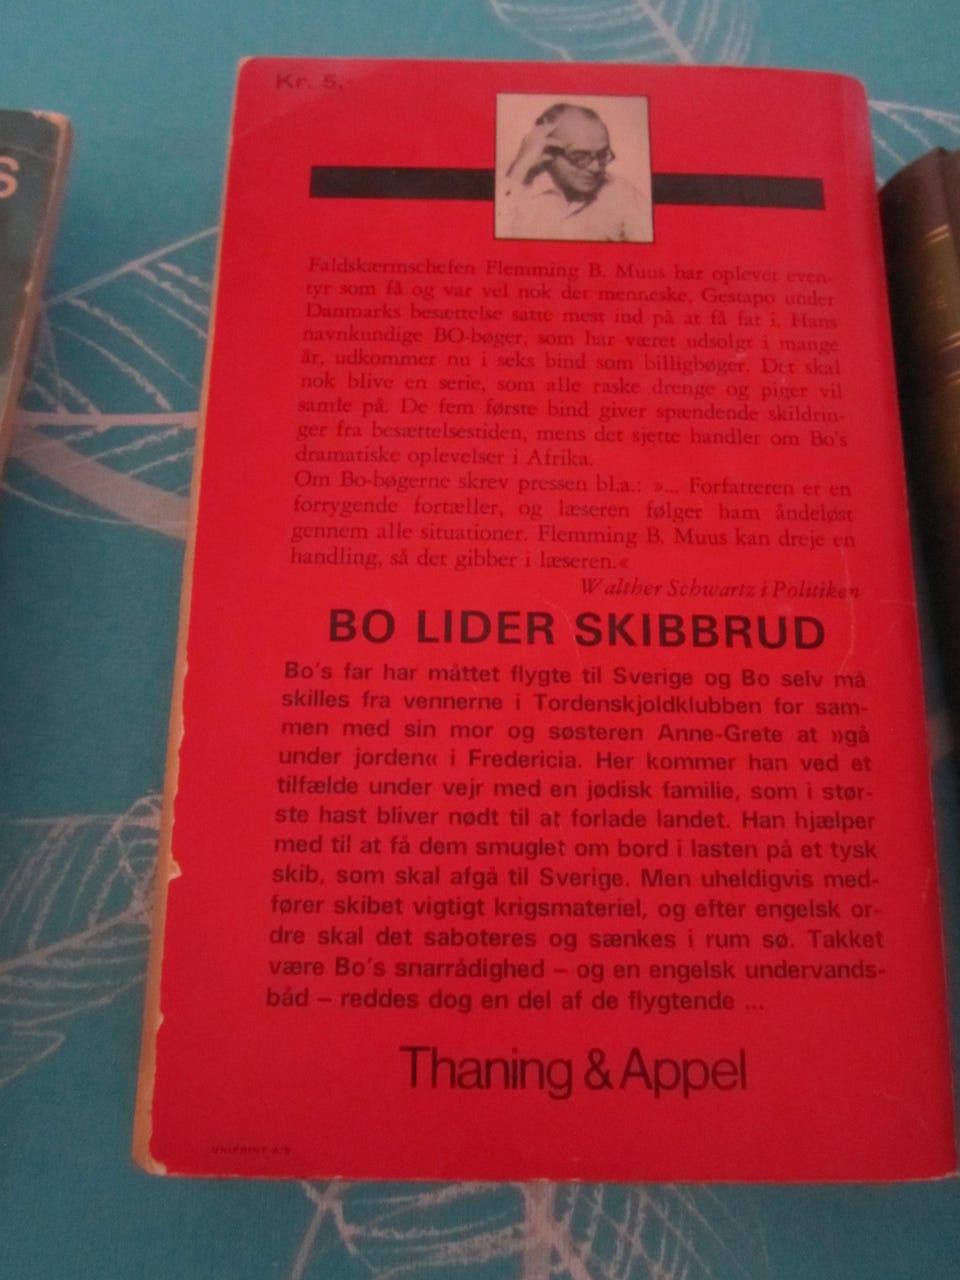 S
Kr. 5,-
Faldskærmschefen Flemming B. Muus har oplevet even-
tyr som få og var vel nok det menneske, Gestapo under
Danmarks besættelse satte mest ind på at få fat i. Hans
navnkundige BO-bøger, som har været udsolgt i mange
år, udkommer nu i seks bind som billigbøger. Det skal
nok blive en serie, som alle raske drenge og piger vil
samle på. De fem første bind giver spændende skildrin-
ger fra besættelsestiden, mens det sjette handler om Bo's
dramatiske oplevelser i Afrika.
Om Bo-bøgerne skrev pressen bl.a.: »... Forfatteren er en
forrygende fortæller, og læseren følger ham åndeløst
gennem alle situationer. Flemming B. Muus kan dreje en
handling, så det gibber i læseren.«
Walther Schwartz i Politiken
BO LIDER SKIBBRUD
Bo's far har måttet flygte til Sverige og Bo selv må
skilles fra vennerne i Tordenskjoldklubben for sam-
men med sin mor og søsteren Anne-Grete at »gå
under jorden« i Fredericia. Her kommer han ved et
tilfælde under vejr med en jødisk familie, som i stør-
ste hast bliver nødt til at forlade landet. Han hjælper
med til at få dem smuglet om bord i lasten på et tysk
skib, som skal afgå til Sverige. Men uheldigvis med-
fører skibet vigtigt krigsmateriel, og efter engelsk or-
dre skal det saboteres og sænkes i rum sø. Takket
være Bo's snarrådighed – og en engelsk undervands-
båd – reddes dog en del af de flygtende ...
Thaning & Appel
UNIPRINT A/S